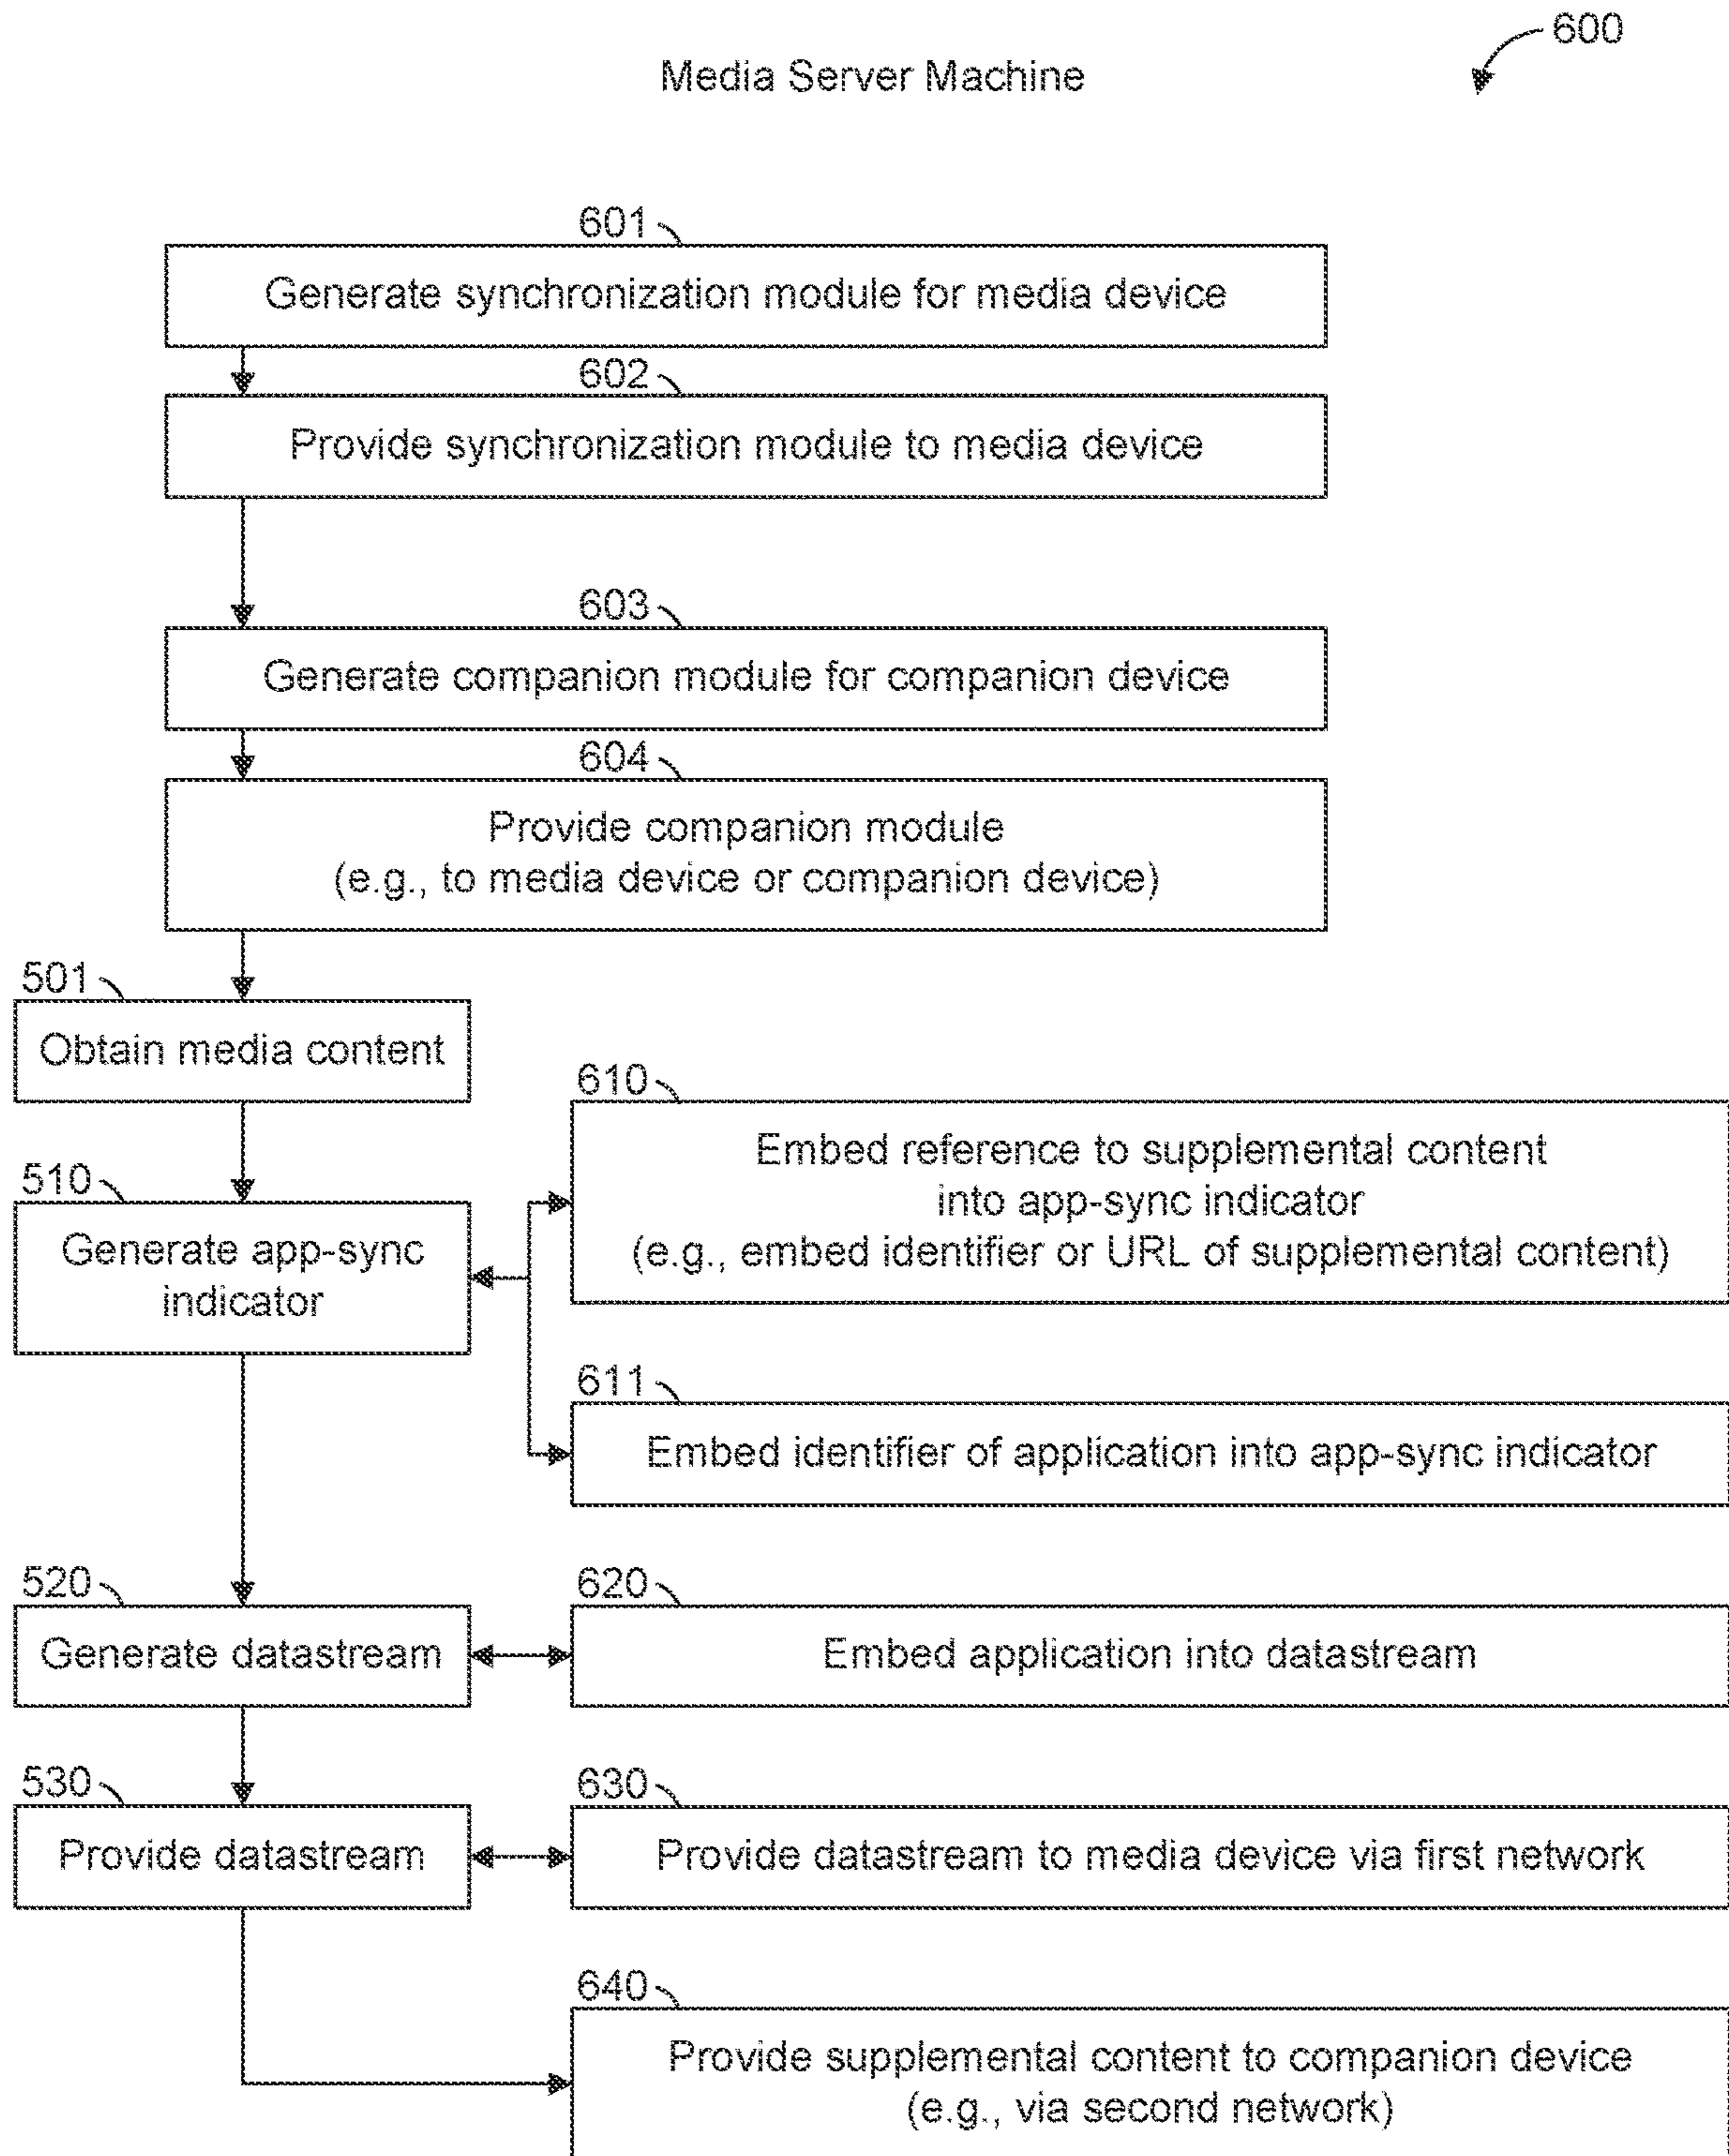 600
Media Server Machine
601
Generate synchronization module for media device
602
Provide synchronization module to media device
603
Generate companion module for companion device
604
Provide companion module
(e.g., to media device or companion device)
501
Obtain media content
610
Embed reference to supplemental content
into app-sync indicator
(e.g., embed identifier or URL of supplemental content)
510
Generate app-sync
indicator
611
Embed identifier of application into app-sync indicator
520
Generate datastream
620
Embed application into datastream
530
Provide datastream
630
Provide datastream to media device via first network
640
Provide supplemental content to companion device
(e.g., via second network)